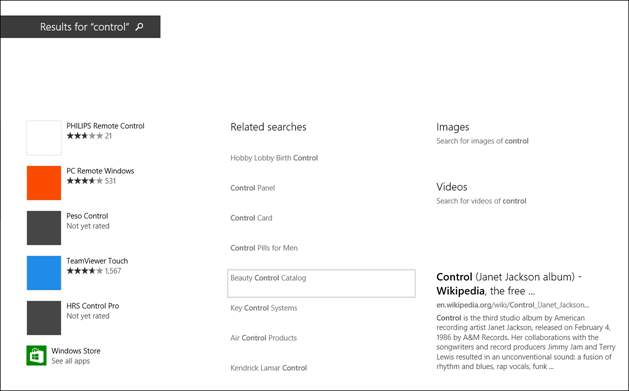 Results for “control”
PHILIPS Remote Control
21
PC Remote Windows
531
Peso Control
Not yet rated
TeamViewer Touch
1,567
HRS Control Pro
Not yet rated
Windows Store
See all apps
Related searches
Hobby Lobby Birth Control
Control Panel
Control Card
Control Pills for Men
Beauty Control Catalog
Key Control Systems
Air Control Products
Kendrick Lamar Control
Images
Search for images of control
Videos
Search for videos of control
Control (Janet Jackson album) -
Wikipedia, the free ...
en.wikipedia.org/wiki/Control_(Janet_Jackson...
Control is the third studio album by American
recording artist Janet Jackson, released on February 4,
1986 by A&M Records. Her collaborations with the
songwriters and record producers Jimmy Jam and Terry
Lewis resulted in an unconventional sound: a fusion of
rhythm and blues, rap vocals, funk ...